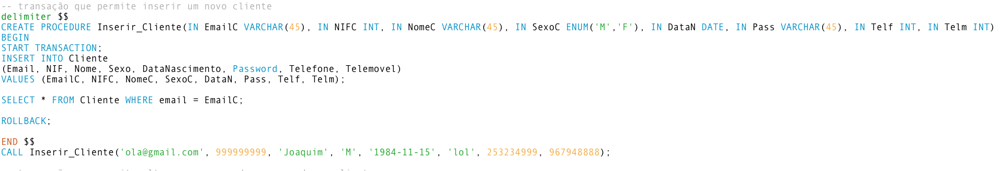 -- transação que permite inserir um novo cliente
delimiter $$
CREATE PROCEDURE Inserir_Cliente(IN EmailC VARCHAR(45), IN NIFC INT, IN NomeC VARCHAR(45), IN SexoC ENUM('M','F'), IN DataN DATE, IN Pass VARCHAR(45), IN Telf INT, IN Telm INT)
BEGIN
START TRANSACTION;
INSERT INTO Cliente
(Email, NIF, Nome, Sexo, DataNascimento, Password, Telefone, Telemovel)
VALUES (EmailC, NIFC, NomeC, SexoC, DataN, Pass, Telf, Telm);
SELECT * FROM Cliente WHERE email = EmailC;
ROLLBACK;
END $$
CALL Inserir_Cliente('ola@gmail.com', 999999999, 'Joaquim', 'M', '1984-11-15', 'lol', 253234999, 967948888);